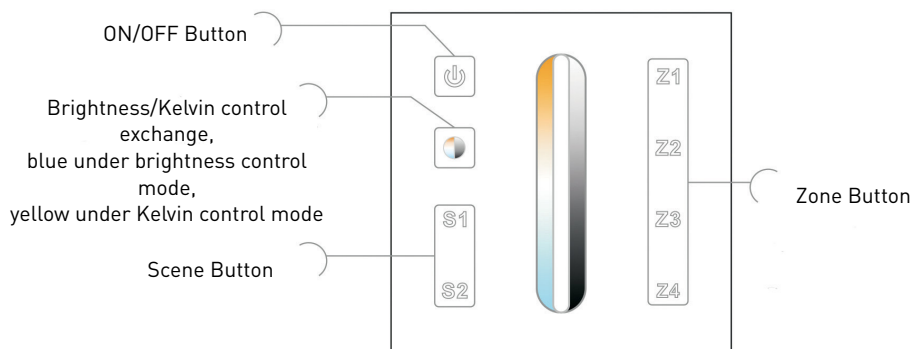 ON/OFF Button
Brightness/Kelvin control
exchange,
blue under brightness control
mode,
yellow under Kelvin control mode
Scene Button
S1
S2
Z1
Z2
Z3
Z4
Zone Button